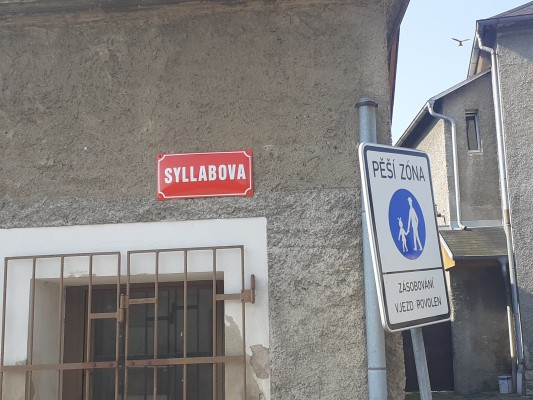 SYLLABOVA
PĚŠÍ ZÓNA
ZÁSOBOVÁNÍ
VJEZD POVOLEN